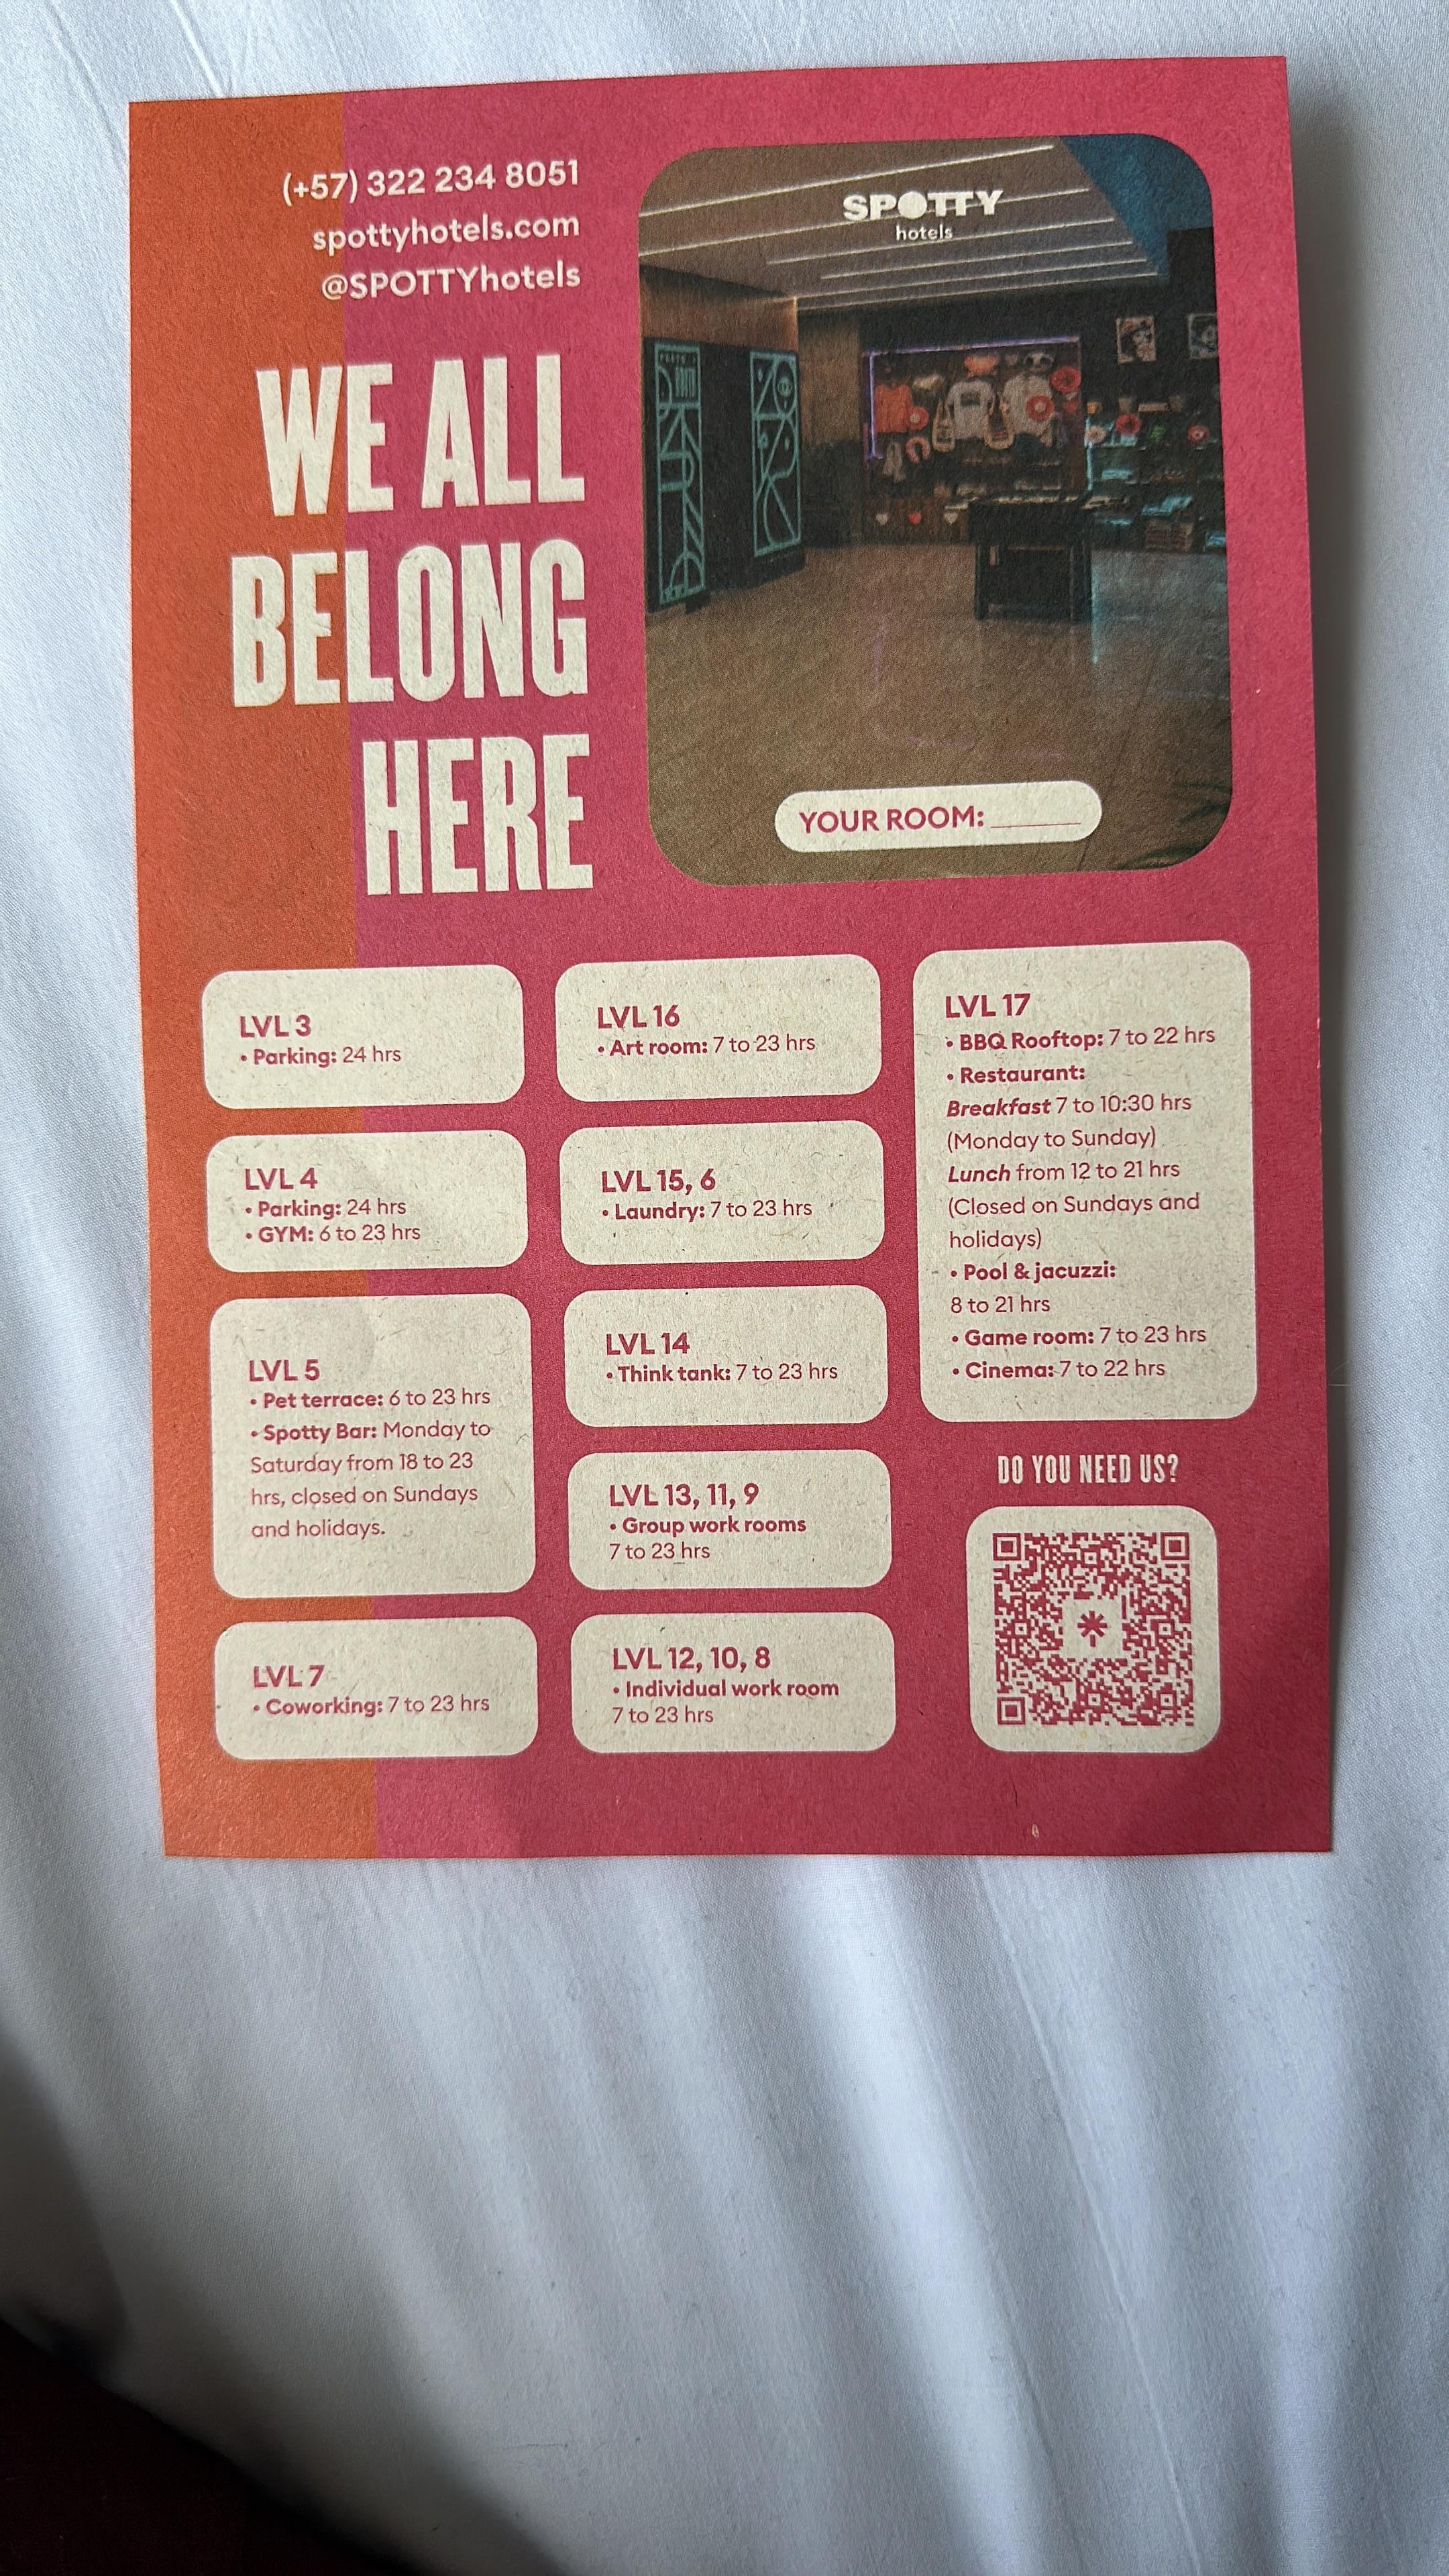 (+57) 322 234 8051
spottyhotels.com
@SPOTTYhotels
WE ALL
BELONG
HERE
SPOTTY
hotels
YOUR ROOM:
LVL 3
• Parking: 24 hrs
LVL 4
• Parking: 24 hrs
• GYM: 6 to 23 hrs
LVL 5
• Pet terrace: 6 to 23 hrs
• Spotty Bar: Monday to
Saturday from 18 to 23
hrs, closed on Sundays
and holidays.
LVL 7
• Coworking: 7 to 23 hrs
LVL 16
• Art room: 7 to 23 hrs
LVL 15, 6
• Laundry: 7 to 23 hrs
LVL 14
• Think tank: 7 to 23 hrs
LVL 13, 11, 9
• Group work rooms
7 to 23 hrs
LVL 12, 10, 8
• Individual work room
7 to 23 hrs
LVL 17
• BBQ Rooftop: 7 to 22 hrs
• Restaurant:
Breakfast 7 to 10:30 hrs
(Monday to Sunday)
Lunch from 12 to 21 hrs
(Closed on Sundays and
holidays)
• Pool & jacuzzi:
8 to 21 hrs
• Game room: 7 to 23 hrs
• Cinema: 7 to 22 hrs
DO YOU NEED US?